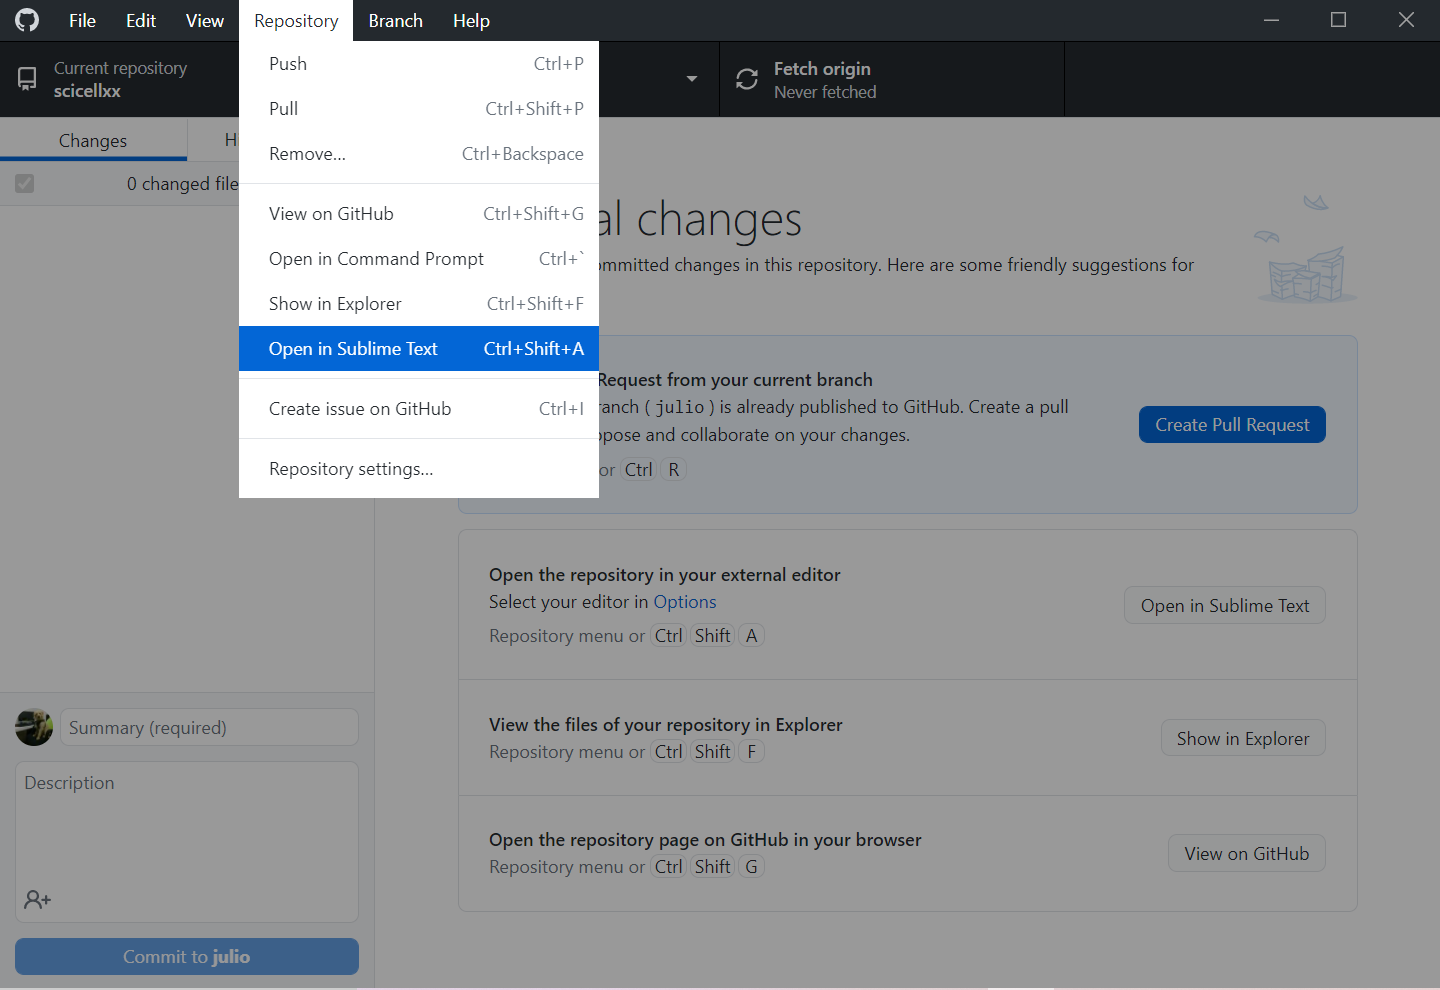 File Edit View Repository Branch Help
Current repository
scicellxx
Fetch origin
Never fetched
Push Ctrl+P
Pull Ctrl+Shift+P
Remove... Ctrl+Backspace
View on GitHub Ctrl+Shift+G
Open in Command Prompt Ctrl+`
Show in Explorer Ctrl+Shift+F
Open in Sublime Text Ctrl+Shift+A
Create issue on GitHub Ctrl+I
Repository settings...
Changes
0 changed file
changes
changes in this repository. Here are some friendly suggestions for
Request from your current branch
( julio ) is already published to GitHub. Create a pull
and collaborate on your changes.
or Ctrl R
Create Pull Request
Open the repository in your external editor
Select your editor in Options
Repository menu or Ctrl Shift A
Open in Sublime Text
View the files of your repository in Explorer
Repository menu or Ctrl Shift F
Show in Explorer
Open the repository page on GitHub in your browser
Repository menu or Ctrl Shift G
View on GitHub
Summary (required)
Description
Commit to julio